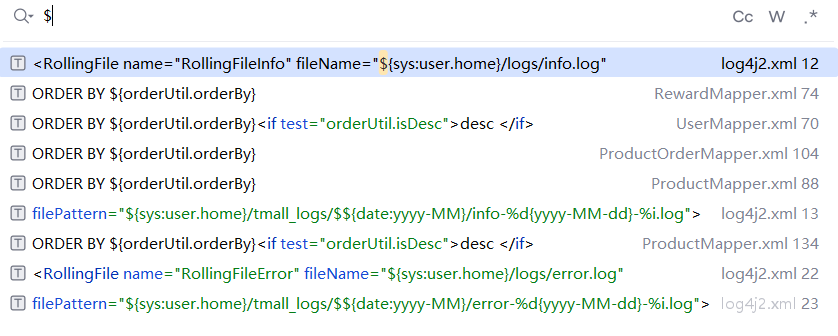 $
Cc W .*
<RollingFile name="RollingFileInfo" fileName="${sys:user.home}/logs/info.log" log4j2.xml 12
ORDER BY ${orderUtil.orderBy} RewardMapper.xml 74
ORDER BY ${orderUtil.orderBy}<if test="orderUtil.isDesc">desc </if> UserMapper.xml 70
ORDER BY ${orderUtil.orderBy} ProductOrderMapper.xml 104
ORDER BY ${orderUtil.orderBy} ProductMapper.xml 88
filePattern="${sys:user.home}/tmall_logs/$${date:yyyy-MM}/info-%d{yyyy-MM-dd}-%i.log"> log4j2.xml 13
ORDER BY ${orderUtil.orderBy}<if test="orderUtil.isDesc">desc </if> ProductMapper.xml 134
<RollingFile name="RollingFileError" fileName="${sys:user.home}/logs/error.log" log4j2.xml 22
filePattern="${sys:user.home}/tmall_logs/$${date:yyyy-MM}/error-%d{yyyy-MM-dd}-%i.log"> log4j2.xml 23